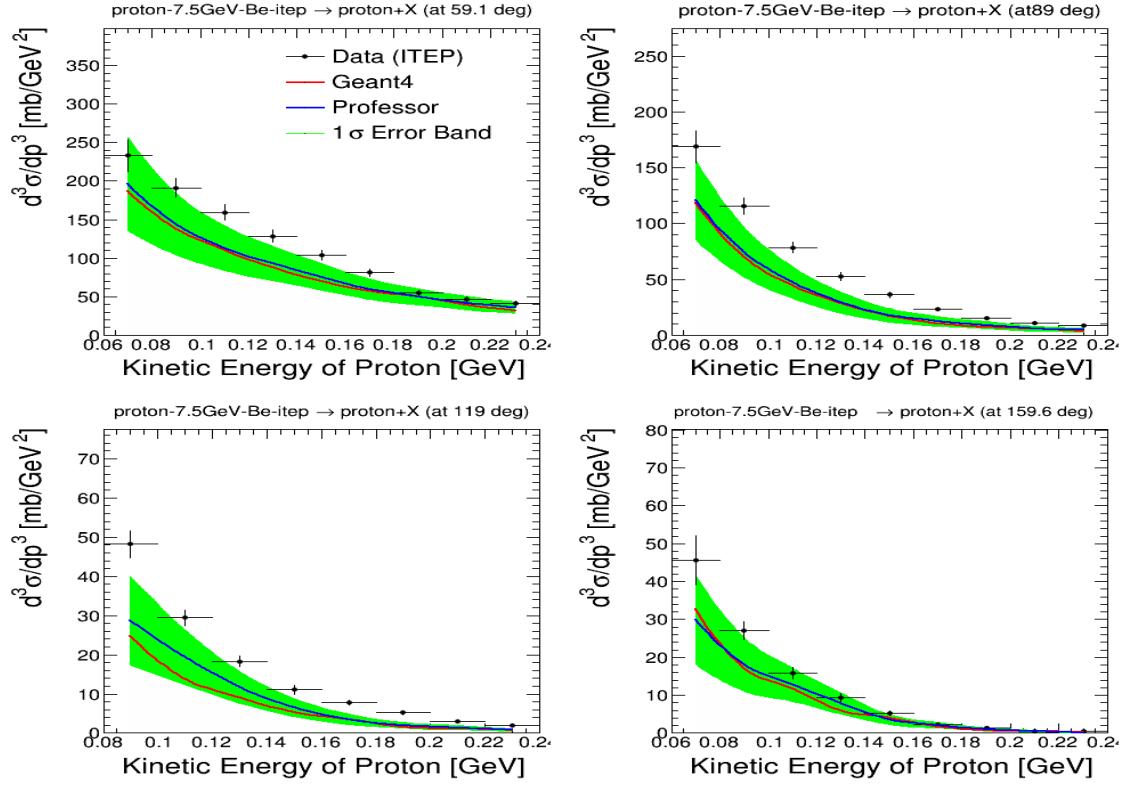 proton-7.5GeV-Be-itep → proton+X (at 59.1 deg)
d³σ/dp³ [mb/GeV²]
350
300
250
200
150
100
50
0
Data (ITEP)
Geant4
Professor
1σ Error Band
0.06 0.08 0.1 0.12 0.14 0.16 0.18 0.2 0.22 0.24
Kinetic Energy of Proton [GeV]
proton-7.5GeV-Be-itep → proton+X (at89 deg)
d³σ/dp³ [mb/GeV²]
250
200
150
100
50
0
0.06 0.08 0.1 0.12 0.14 0.16 0.18 0.2 0.22 0.24
Kinetic Energy of Proton [GeV]
proton-7.5GeV-Be-itep → proton+X (at 119 deg)
d³σ/dp³ [mb/GeV²]
70
60
50
40
30
20
10
0
0.08 0.1 0.12 0.14 0.16 0.18 0.2 0.22 0.24
Kinetic Energy of Proton [GeV]
proton-7.5GeV-Be-itep → proton+X (at 159.6 deg)
d³σ/dp³ [mb/GeV²]
80
70
60
50
40
30
20
10
0
0.06 0.08 0.1 0.12 0.14 0.16 0.18 0.2 0.22 0.24
Kinetic Energy of Proton [GeV]